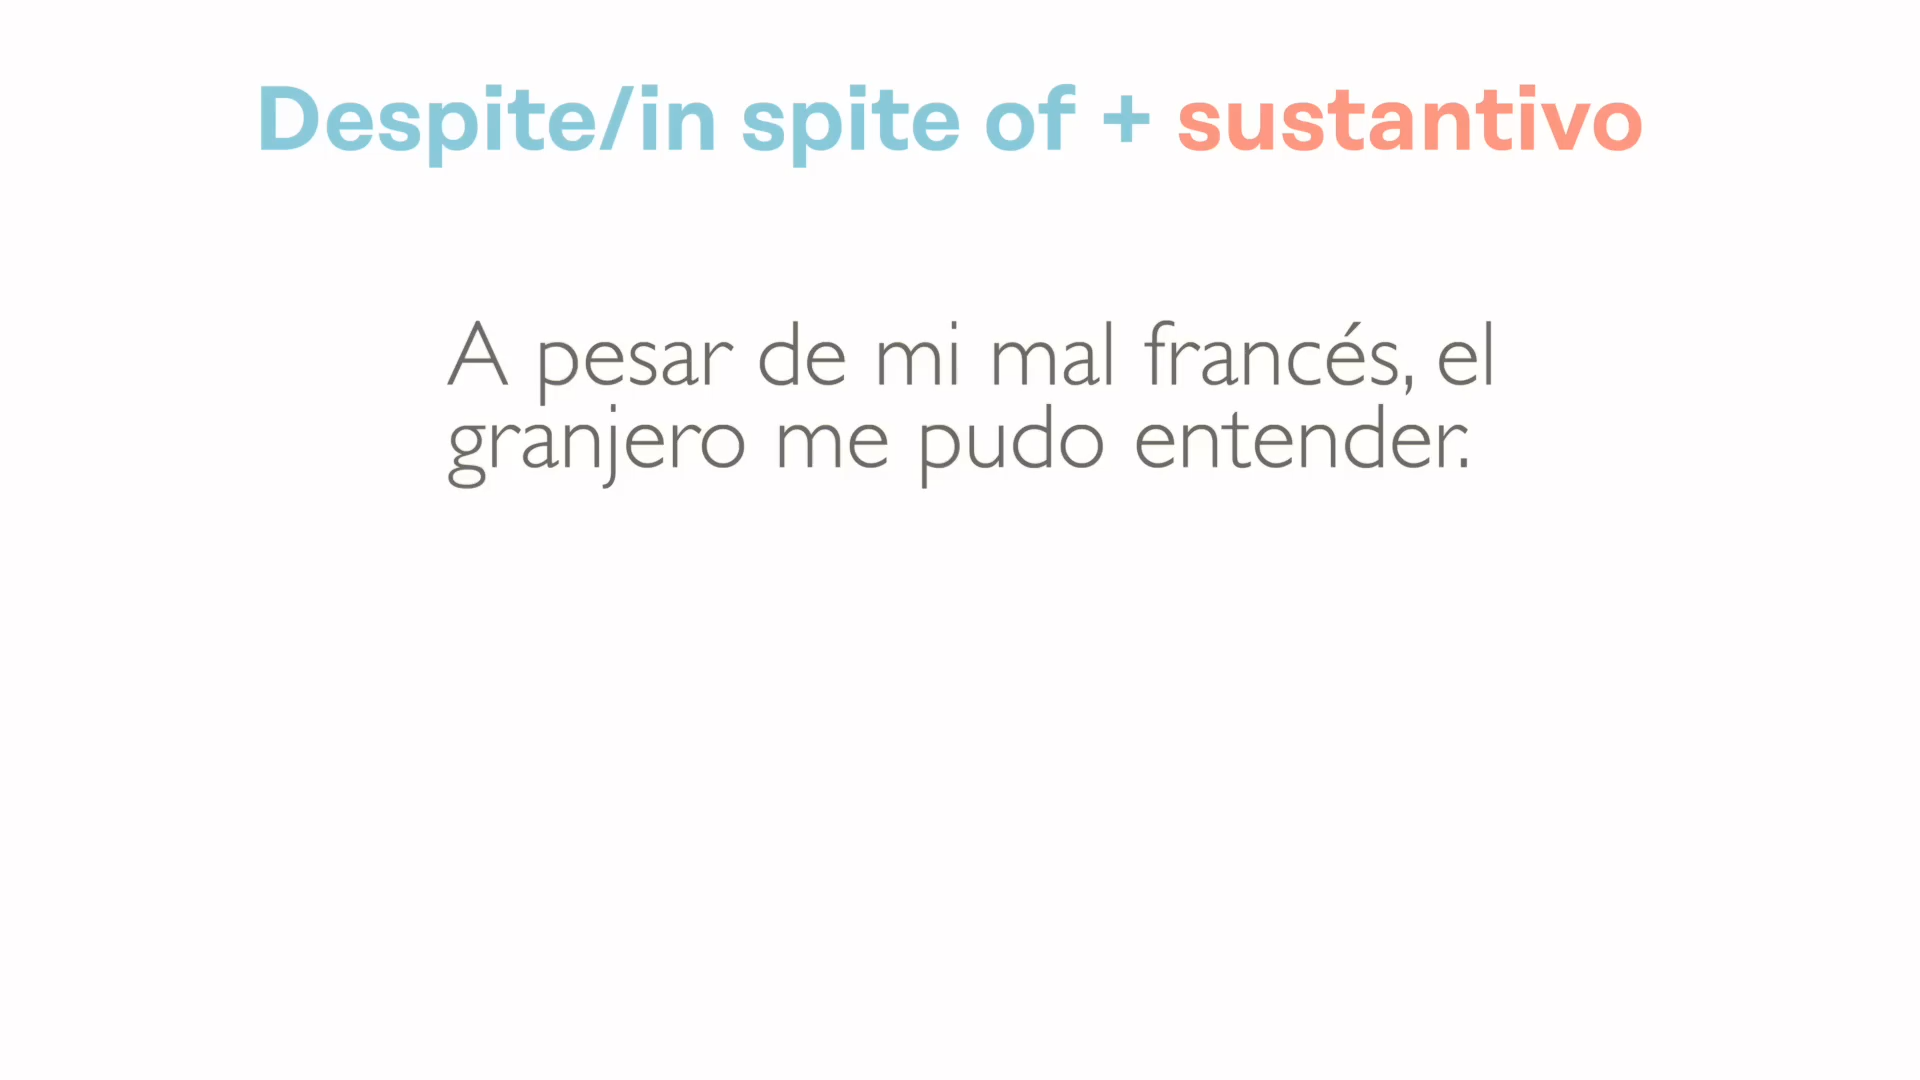 Despite/in spite of + sustantivo
A pesar de mi mal francés, el
granjero me pudo entender.